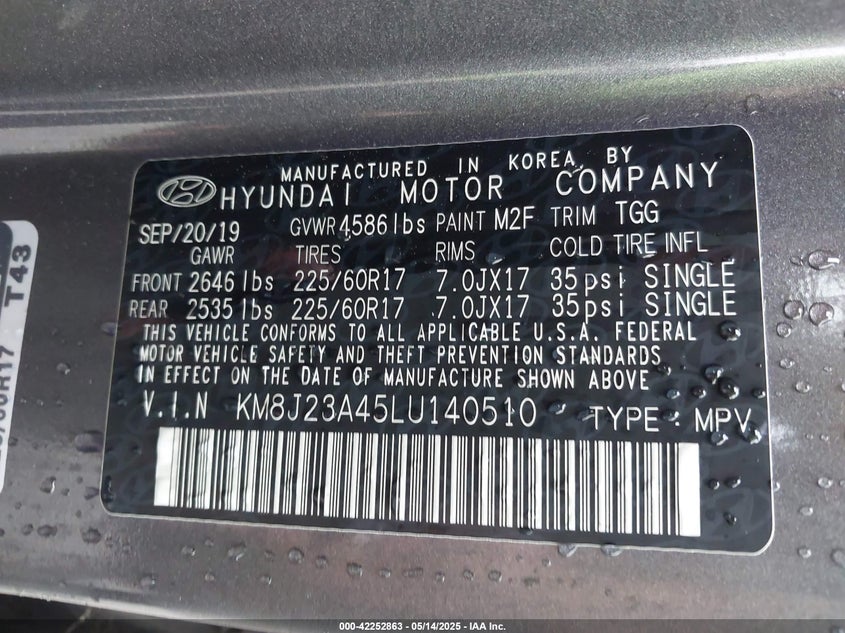 MANUFACTURED IN KOREA BY
HYUNDAI MOTOR COMPANY
SEP/20/19 GVWR 4586 lbs PAINT M2F TRIM TGG
GAWR TIRES RIMS COLD TIRE INFL
FRONT 2646 lbs 225/60R17 7.0JX17 35psi SINGLE
REAR 2535 lbs 225/60R17 7.0JX17 35psi SINGLE
THIS VEHICLE CONFORMS TO ALL APPLICABLE U.S.A. FEDERAL
MOTOR VEHICLE SAFETY AND THEFT PREVENTION STANDARDS
IN EFFECT ON THE DATE OF MANUFACTURE SHOWN ABOVE
V.I.N KM8J23A45LU140510 TYPE : MPV
T43
000-42252863 - 05/14/2025 - IAA Inc.